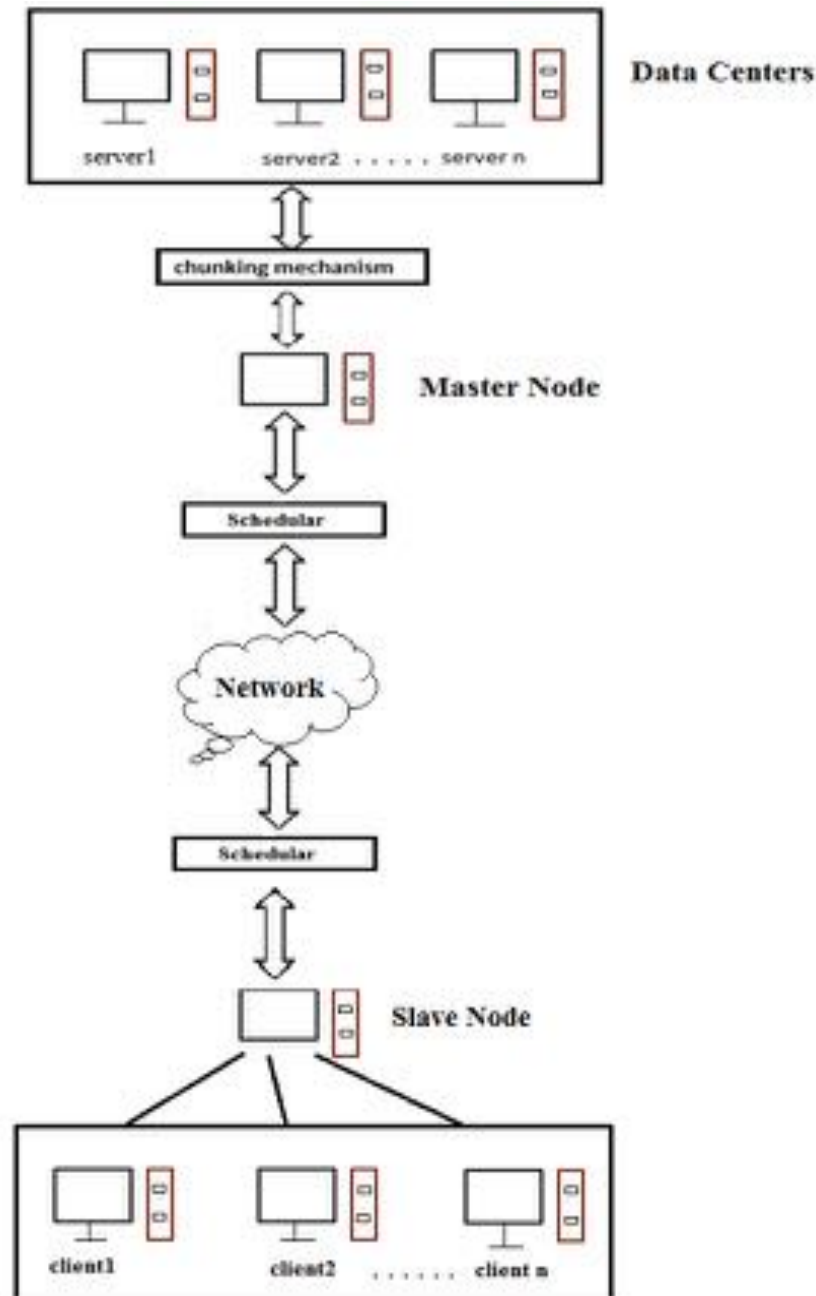 Data Centers
server1 server2 . . . . . server n
chunking mechanism
Master Node
Schedular
Network
Schedular
Slave Node
client1 client2 . . . . . . client n